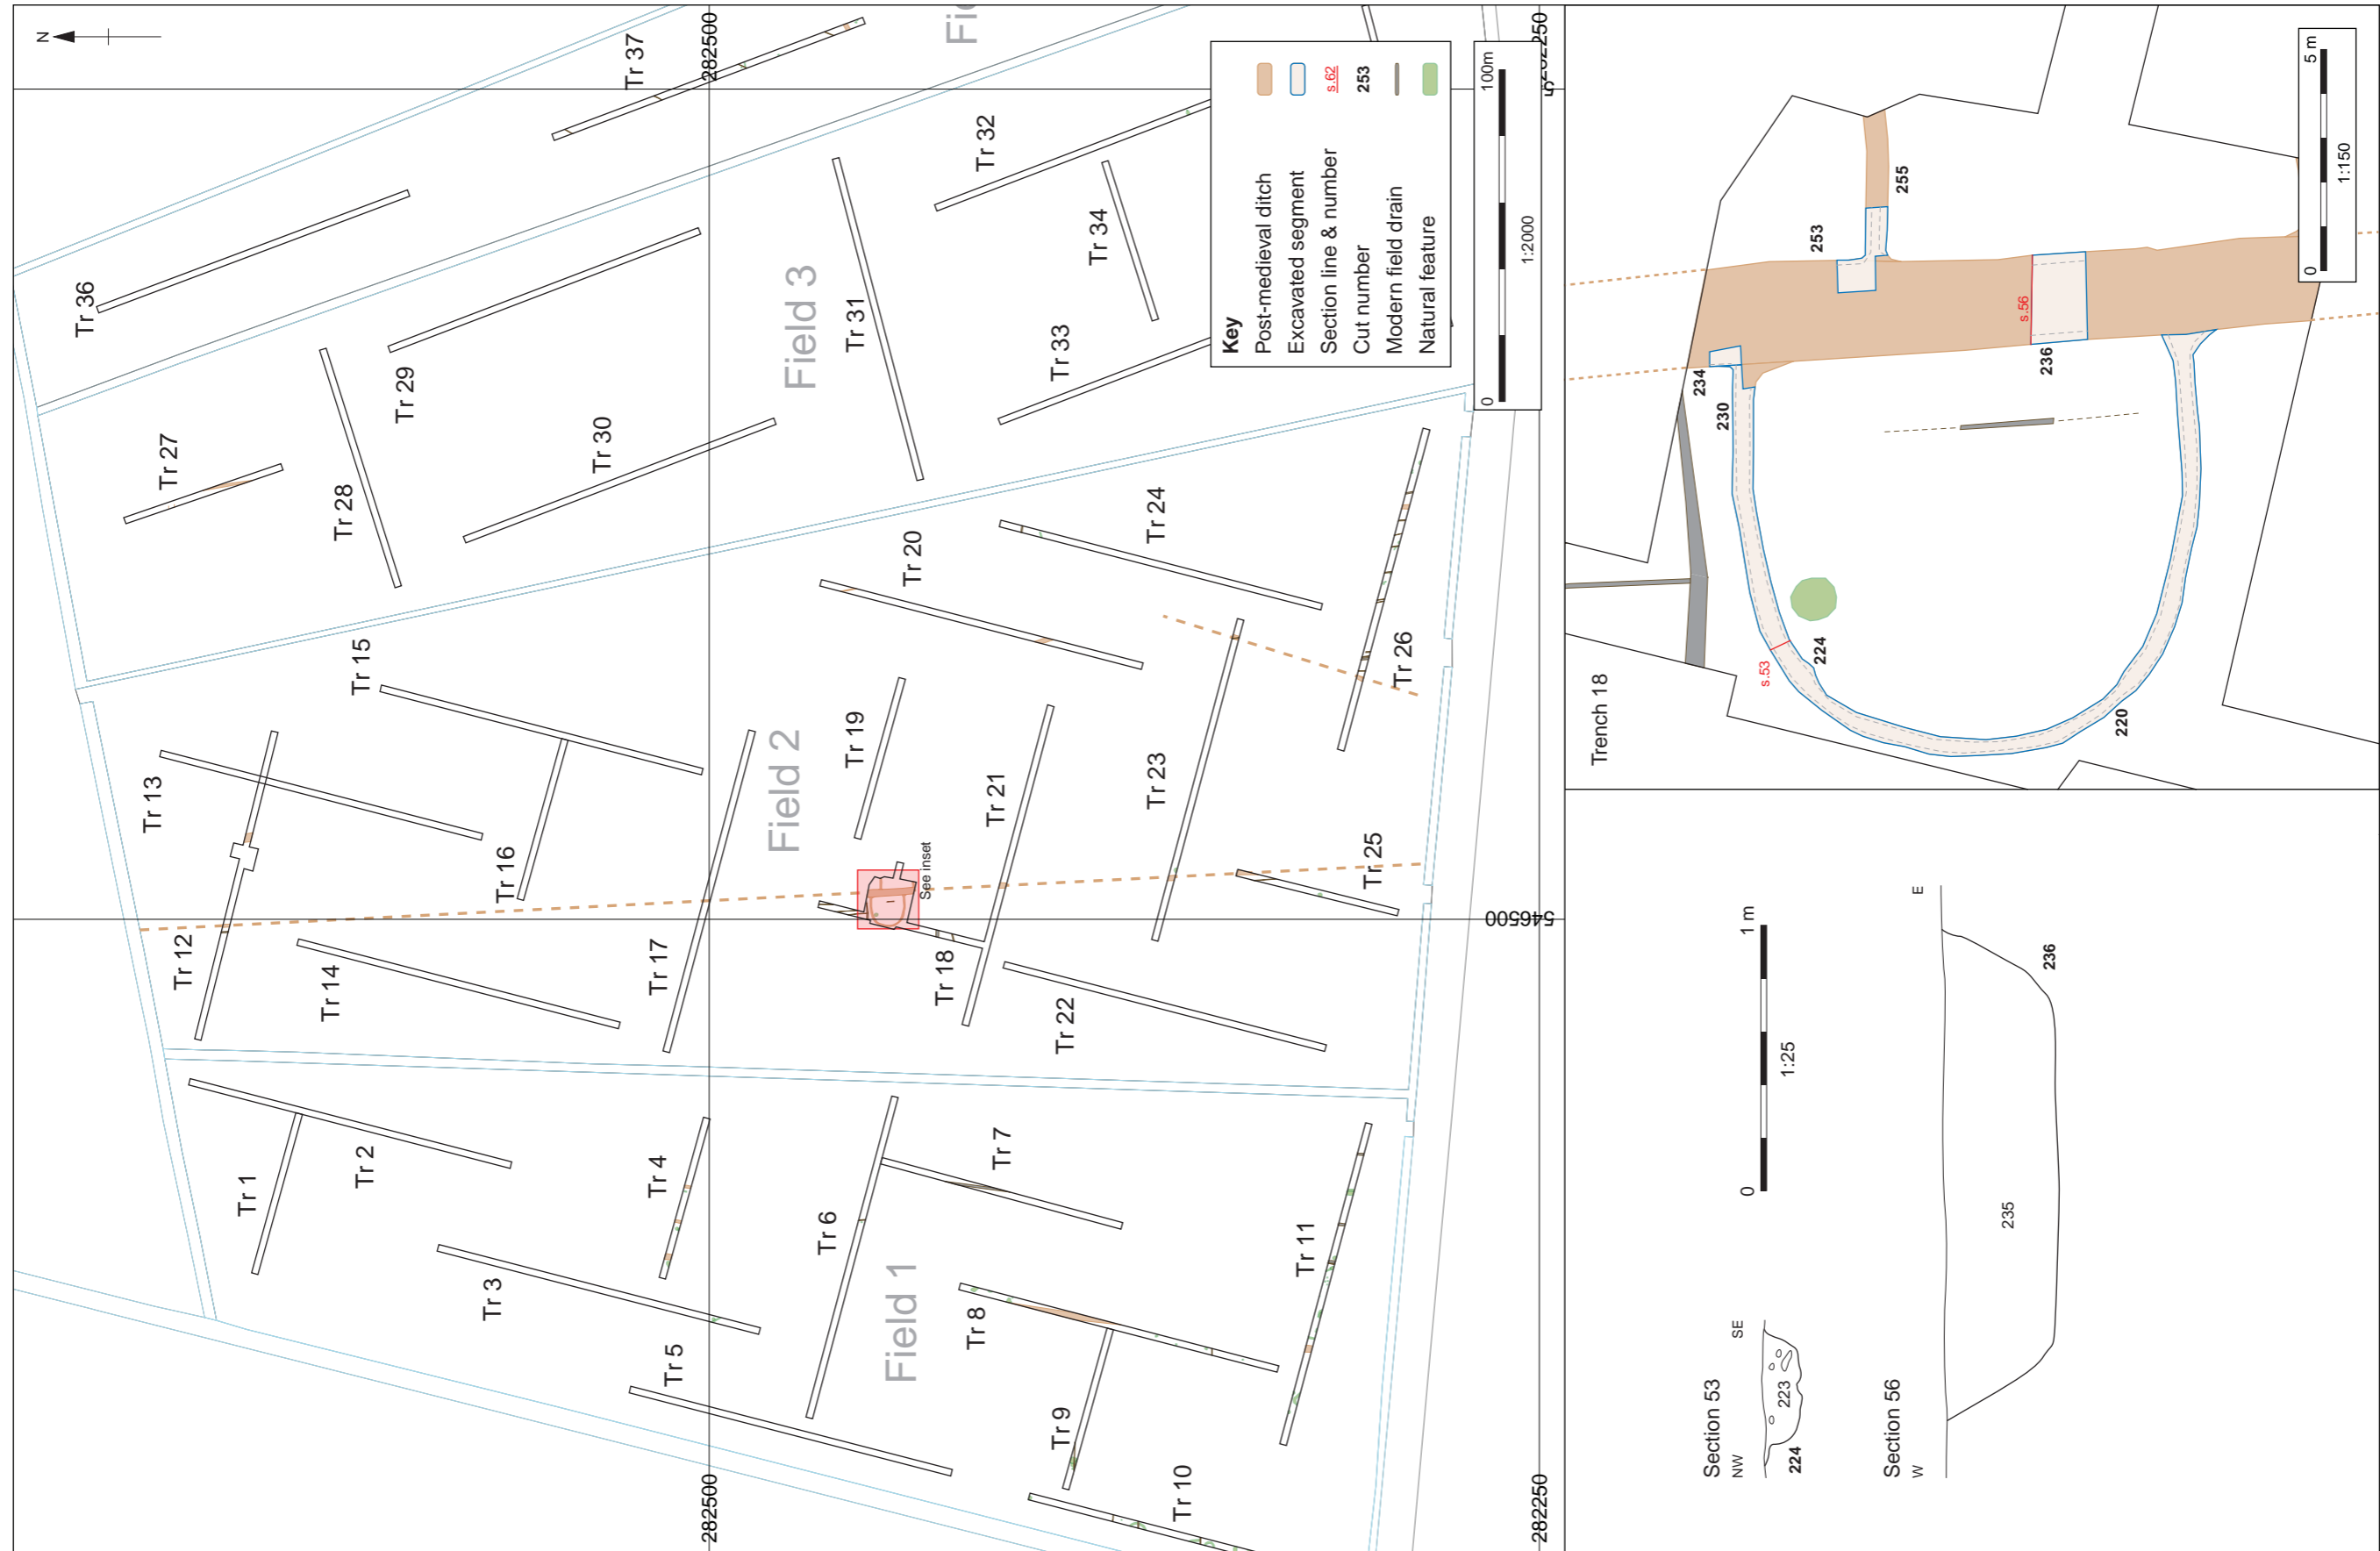 N
Tr 36
Tr 37
Fie
282500
Tr 27
Tr 28
Tr 29
Tr 30
Field 3
Tr 31
Tr 32
Tr 34
Tr 33
Tr 13
Tr 15
Tr 12
Tr 14
Tr 16
Tr 17
Field 2
Tr 19
Tr 20
Tr 24
See inset
Tr 18
Tr 21
Tr 23
Tr 22
Tr 25
Tr 26
546500
Tr 1
Tr 2
Tr 3
Tr 4
Tr 5
Tr 6
Tr 7
Field 1
Tr 8
Tr 9
Tr 10
Tr 11
282500
282250
Key
Post-medieval ditch
Excavated segment
s.62 Section line & number
253 Cut number
Modern field drain
Natural feature
0 100m
1:2000
Trench 18
253
255
234
230
s.56
236
s.53
224
220
0 5 m
1:150
Section 53
NW SE
223
224
Section 56
W E
235
236
0 1 m
1:25